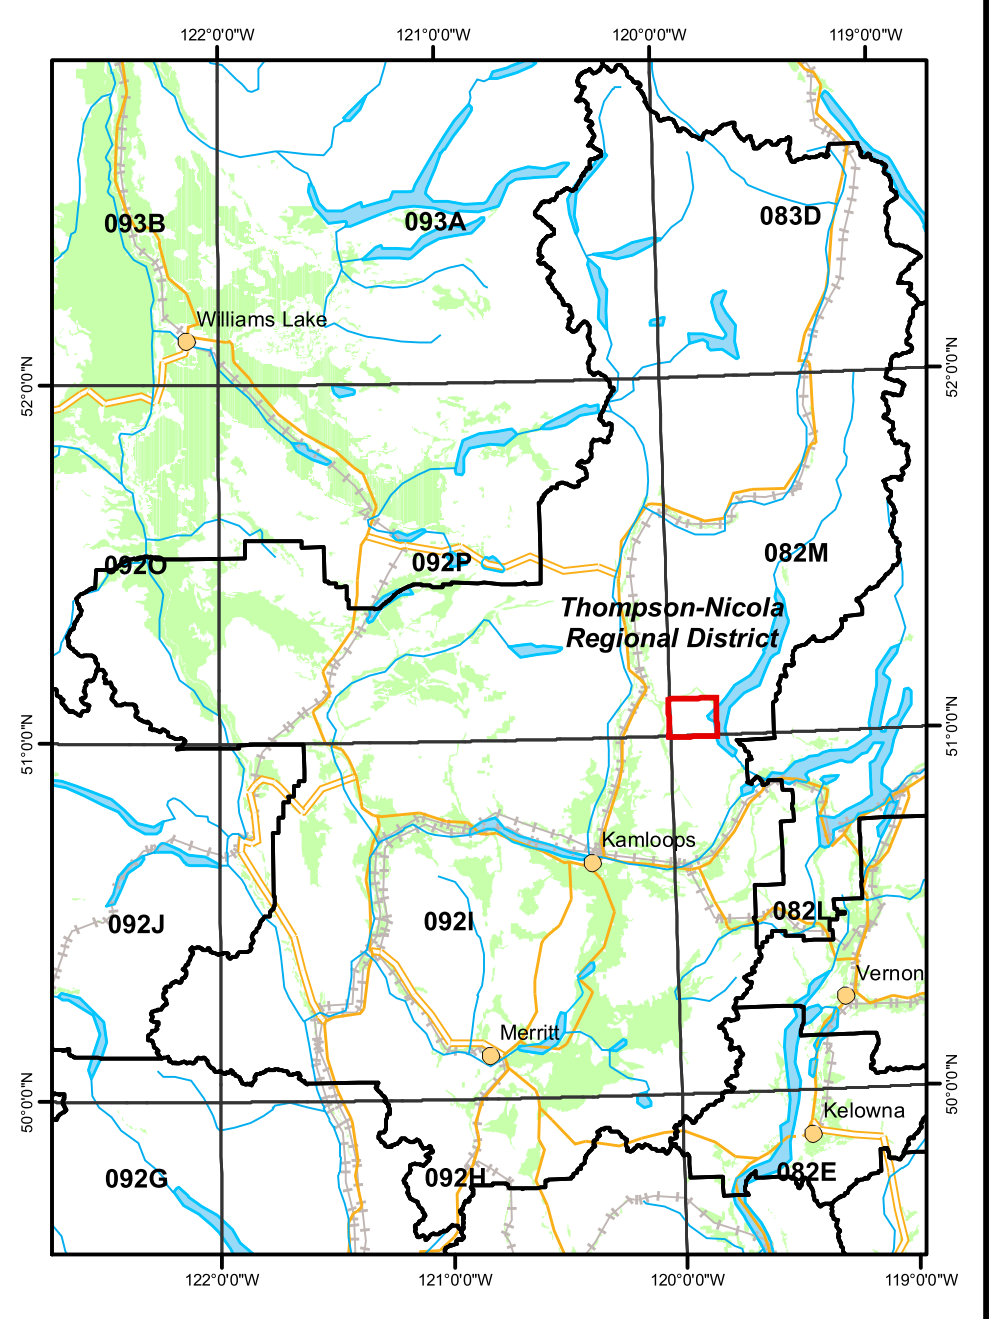 122°0'0"W
121°0'0"W
120°0'0"W
119°0'0"W
083D
093B
093A
Williams Lake
52°0'0"N
52°0'0"N
092O
092P
082M
Thompson-Nicola
Regional District
51°0'0"N
51°0'0"N
Kamloops
092J
092I
082L
Vernon
Merritt
50°0'0"N
50°0'0"N
Kelowna
092G
092H
082E
122°0'0"W
121°0'0"W
120°0'0"W
119°0'0"W